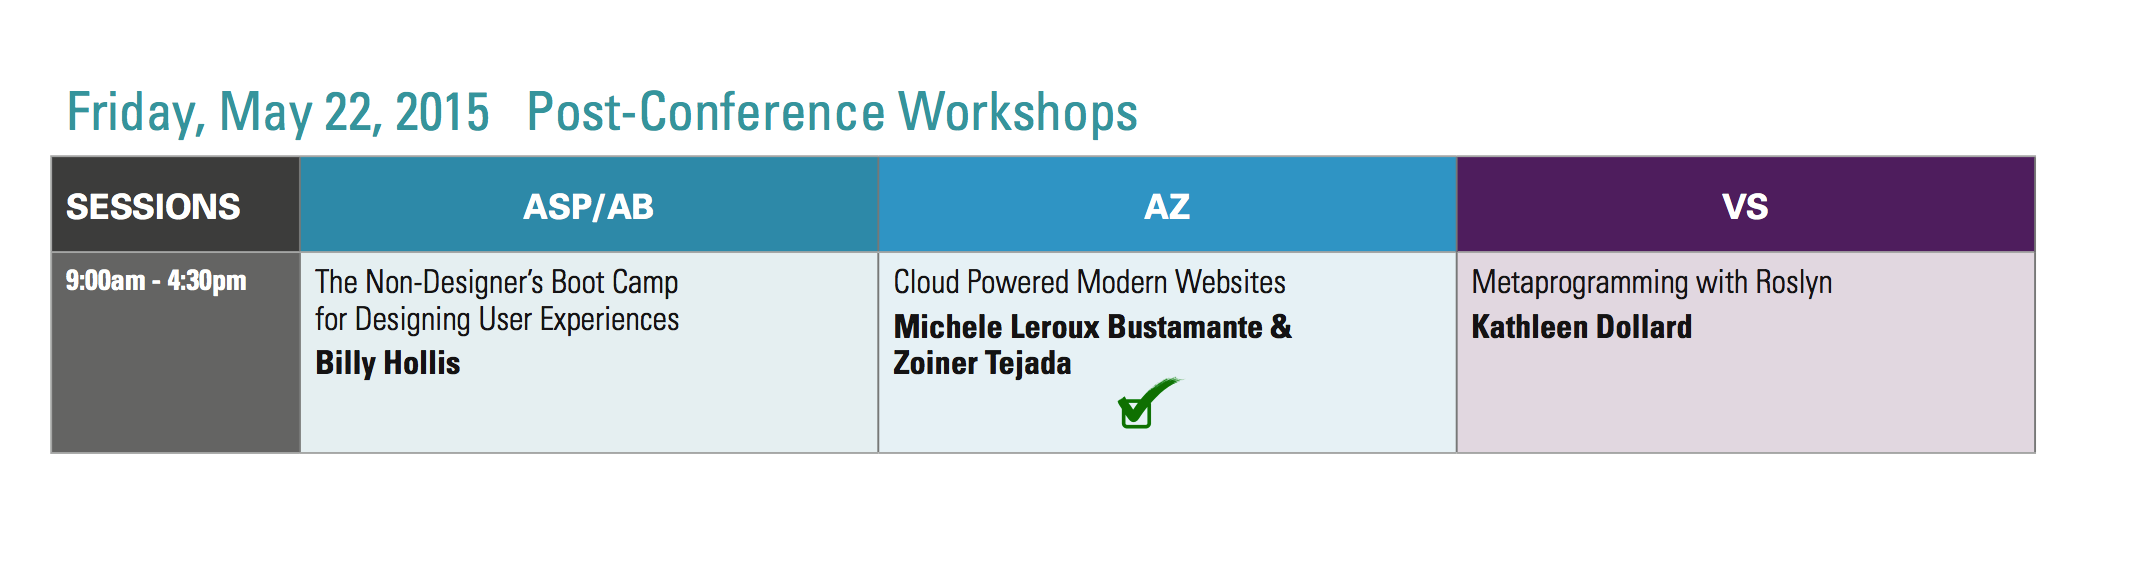 Friday, May 22, 2015 Post-Conference Workshops
SESSIONS
ASP/AB
AZ
VS
9:00am - 4:30pm
The Non-Designer’s Boot Camp
for Designing User Experiences
Billy Hollis
Cloud Powered Modern Websites
Michele Leroux Bustamante &
Zoiner Tejada
Metaprogramming with Roslyn
Kathleen Dollard